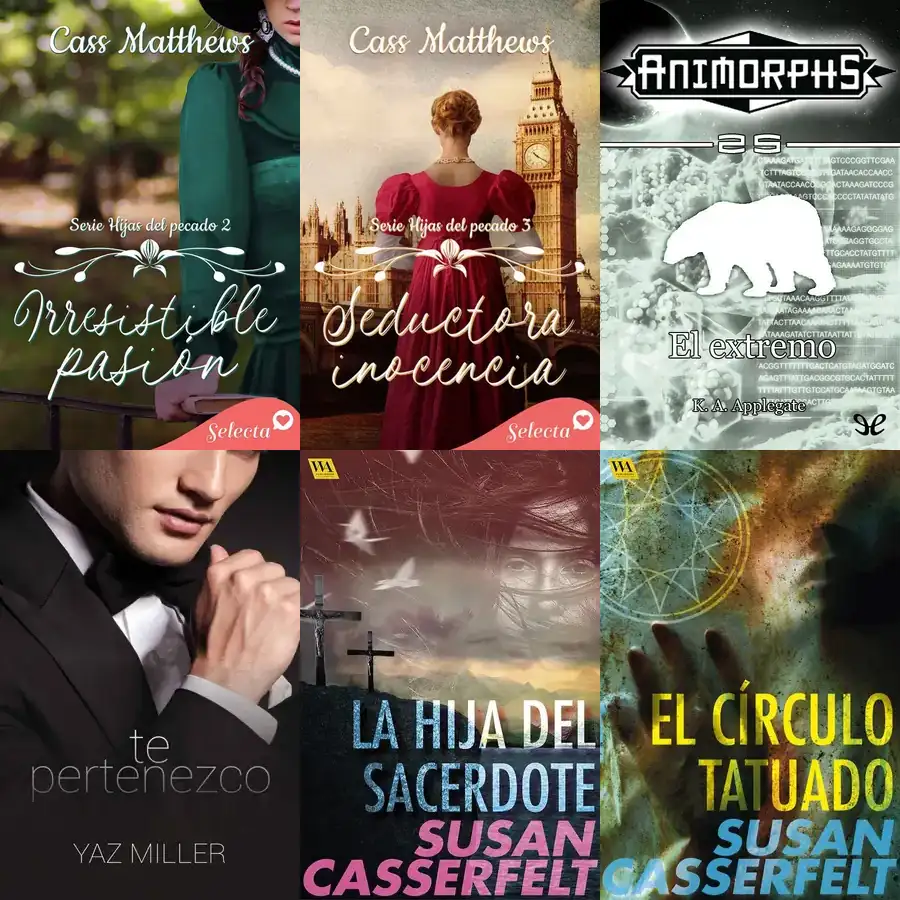 Cass Matthews
Serie Hijas del pecado 2
Irresistible
pasión
Selecta
Cass Matthews
Serie Hijas del pecado 3
Seductora
inocencia
Selecta
ANIMORPHS
25
El extremo
K. A. Applegate
te
pertenezco
YAZ MILLER
WA
LA HIJA DEL
SACERDOTE
SUSAN
CASSERFELT
WA
EL CÍRCULO
TATUADO
SUSAN
CASSERFELT